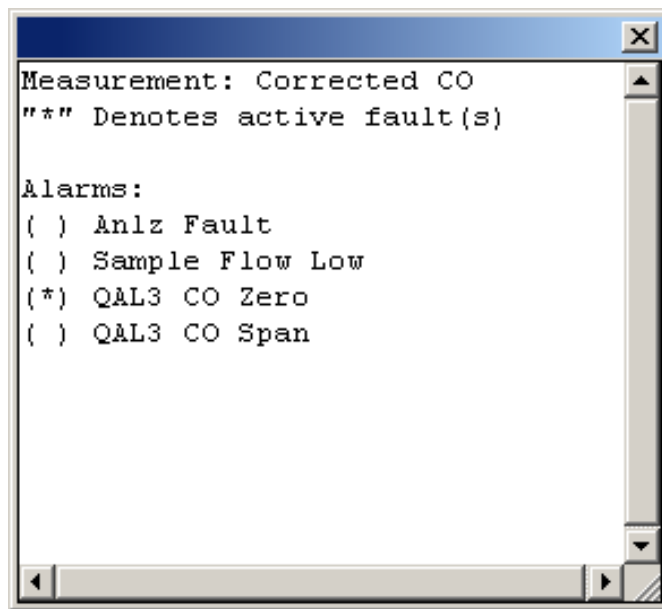 Measurement: Corrected CO
"*" Denotes active fault(s)
Alarms:
( ) Anlz Fault
( ) Sample Flow Low
(*) QAL3 CO Zero
( ) QAL3 CO Span